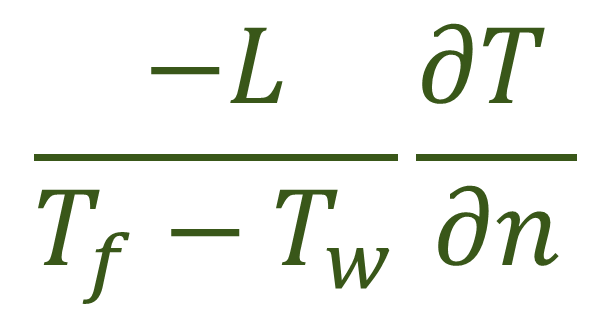 −L ∂T
T_f − T_w ∂n